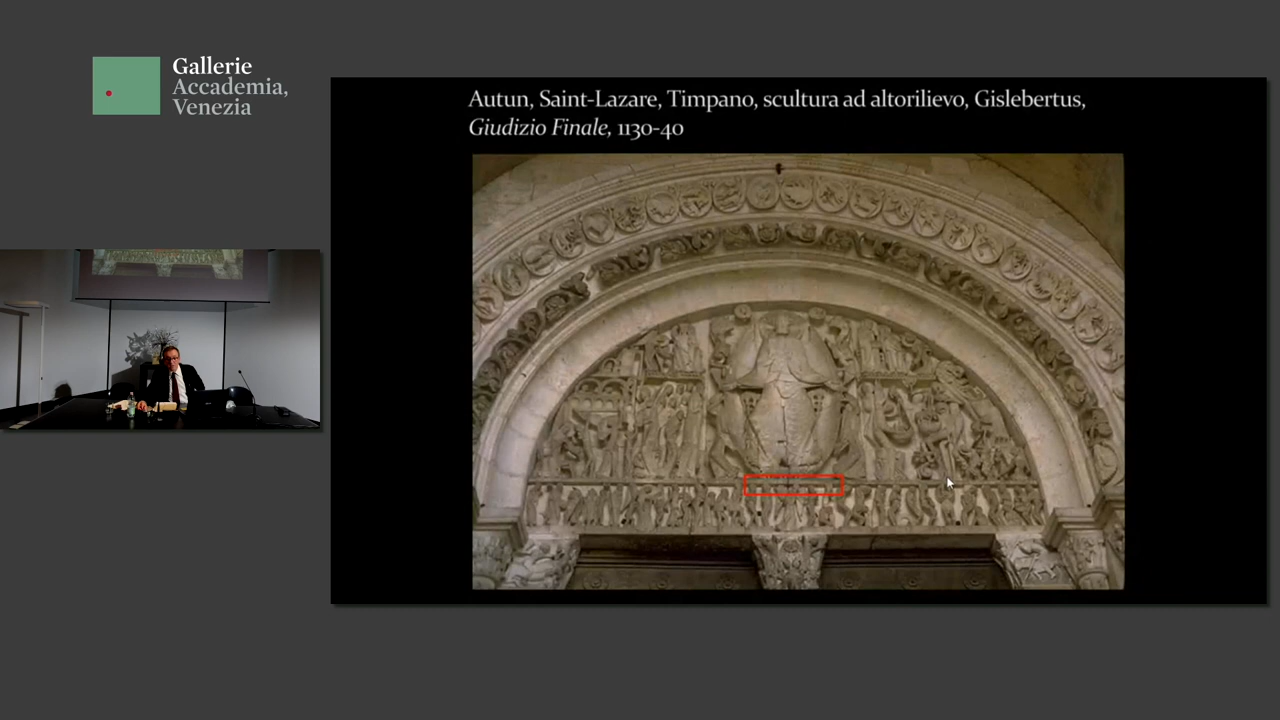 Gallerie
Accademia,
Venezia
Autun, Saint-Lazare, Timpano, scultura ad altorilievo, Gislebertus,
Giudizio Finale, 1130-40